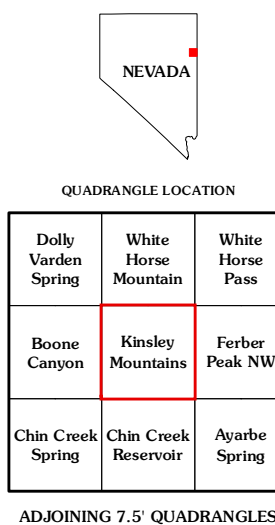 NEVADA
QUADRANGLE LOCATION
Dolly
Varden
Spring
White
Horse
Mountain
White
Horse
Pass
Boone
Canyon
Kinsley
Mountains
Ferber
Peak NW
Chin Creek
Spring
Chin Creek
Reservoir
Ayarbe
Spring
ADJOINING 7.5' QUADRANGLES